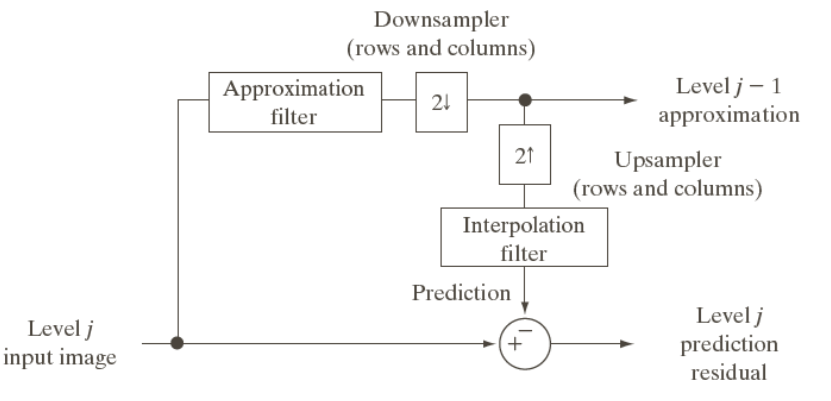 Downsampler
(rows and columns)
Approximation
filter
2↓
Level j − 1
approximation
2↑
Upsampler
(rows and columns)
Interpolation
filter
Prediction
Level j
input image
+
−
Level j
prediction
residual